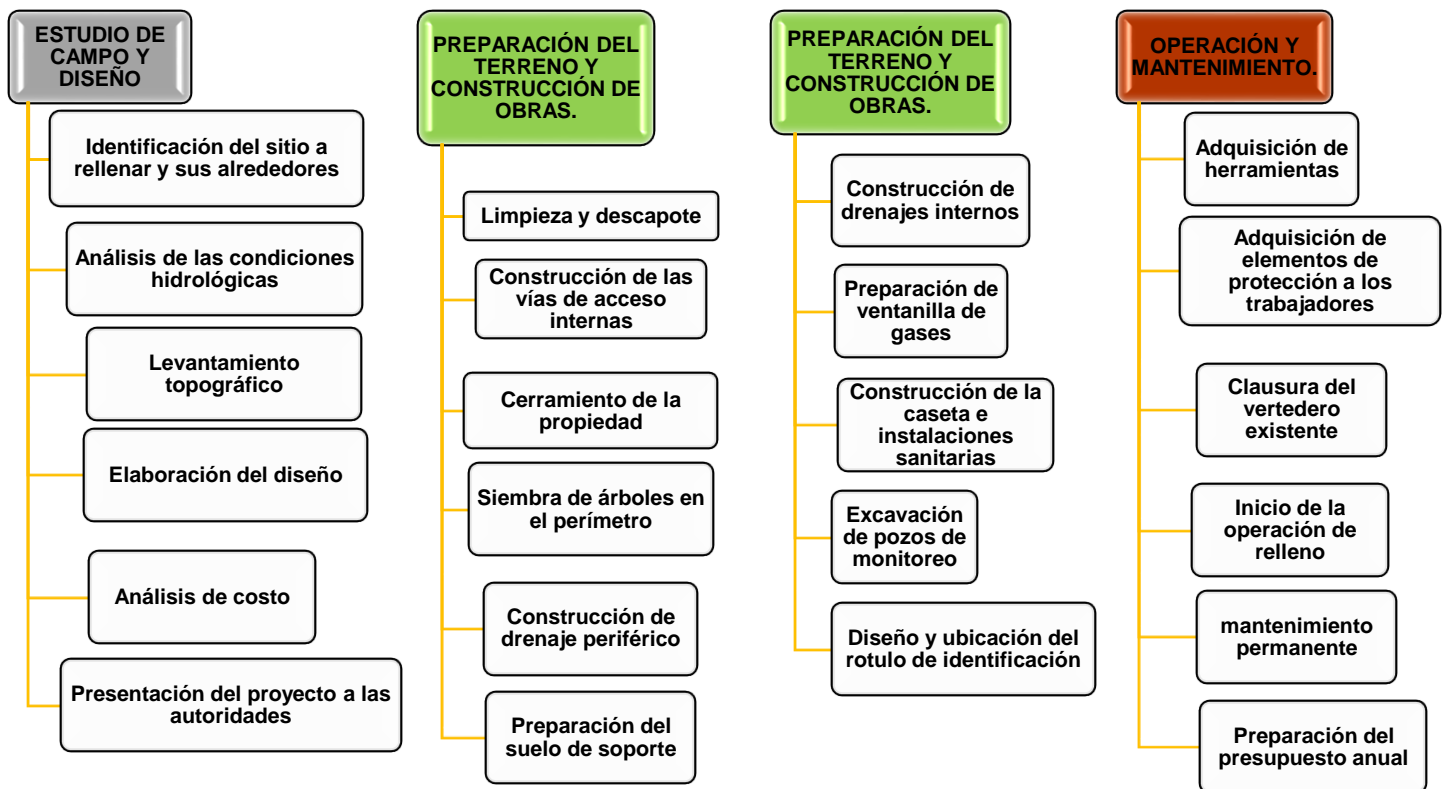 ESTUDIO DE
CAMPO Y
DISEÑO
Identificación del sitio a
rellenar y sus alrededores
Análisis de las condiciones
hidrológicas
Levantamiento
topográfico
Elaboración del diseño
Análisis de costo
Presentación del proyecto a las
autoridades
PREPARACIÓN DEL
TERRENO Y
CONSTRUCCIÓN DE
OBRAS.
Limpieza y descapote
Construcción de las
vías de acceso
internas
Cerramiento de la
propiedad
Siembra de árboles en
el perímetro
Construcción de
drenaje periférico
Preparación del
suelo de soporte
PREPARACIÓN DEL
TERRENO Y
CONSTRUCCIÓN DE
OBRAS.
Construcción de
drenajes internos
Preparación de
ventanilla de
gases
Construcción de la
caseta e
instalaciones
sanitarias
Excavación
de pozos de
monitoreo
Diseño y ubicación del
rotulo de identificación
OPERACIÓN Y
MANTENIMIENTO.
Adquisición de
herramientas
Adquisición de
elementos de
protección a los
trabajadores
Clausura del
vertedero
existente
Inicio de la
operación de
relleno
mantenimiento
permanente
Preparación del
presupuesto anual